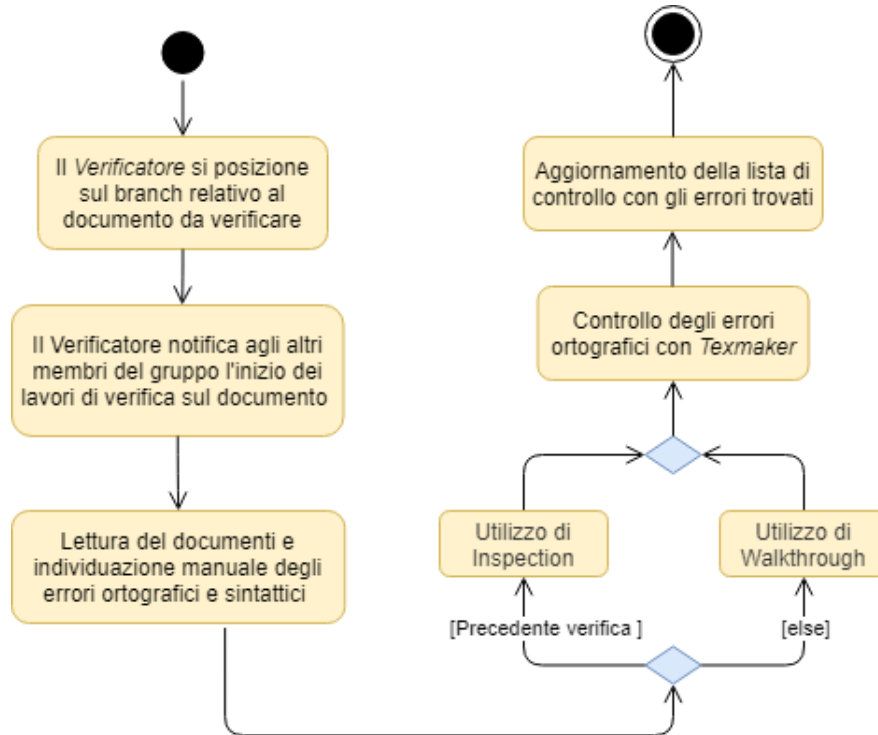 Il Verificatore si posizione
sul branch relativo al
documento da verificare
Il Verificatore notifica agli altri
membri del gruppo l'inizio dei
lavori di verifica sul documento
Lettura del documenti e
individuazione manuale degli
errori ortografici e sintattici
[Precedente verifica ]
[else]
Utilizzo di
Inspection
Utilizzo di
Walkthrough
Controllo degli errori
ortografici con Texmaker
Aggiornamento della lista di
controllo con gli errori trovati